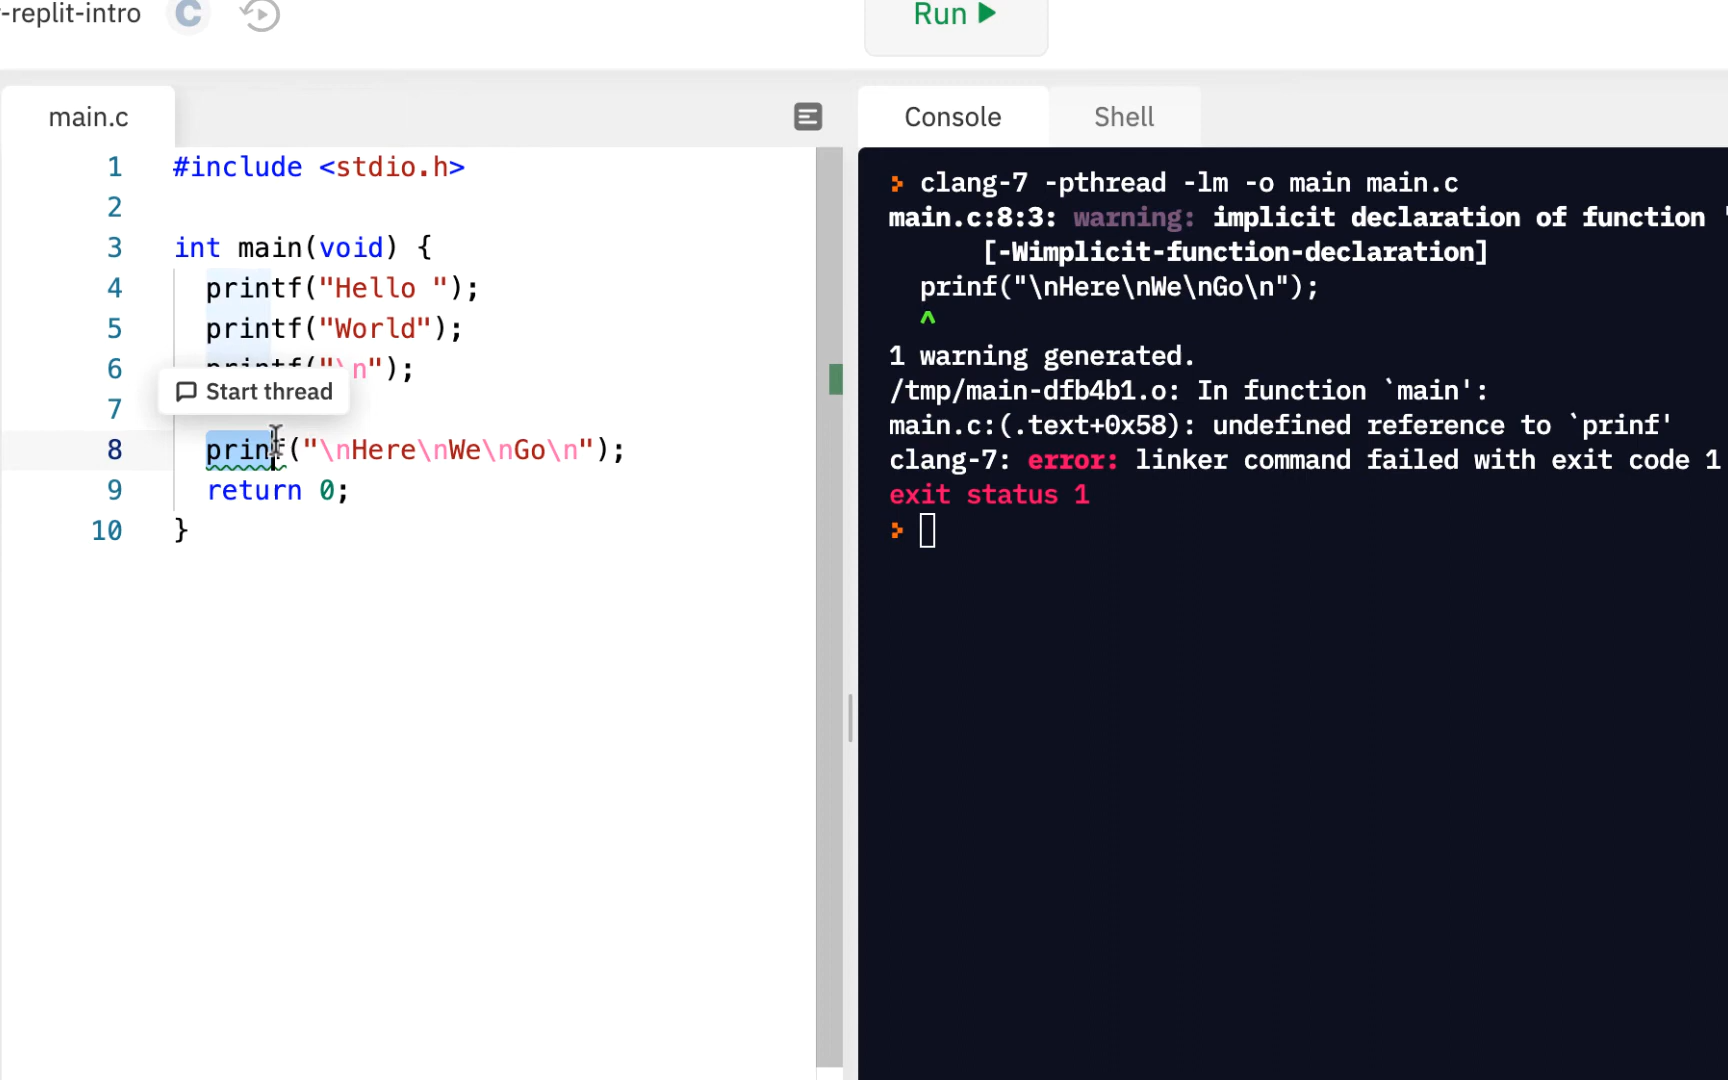 -replit-intro C
Run
main.c
Console Shell
1 #include <stdio.h>
2
3 int main(void) {
4 printf("Hello ");
5 printf("World");
6 printf("\n");
Start thread
7
8 prinf("\nHere\nWe\nGo\n");
9 return 0;
10 }
clang-7 -pthread -lm -o main main.c
main.c:8:3: warning: implicit declaration of function '
[-Wimplicit-function-declaration]
prinf("\nHere\nWe\nGo\n");
^
1 warning generated.
/tmp/main-dfb4b1.o: In function `main':
main.c:(.text+0x58): undefined reference to `prinf'
clang-7: error: linker command failed with exit code 1
exit status 1